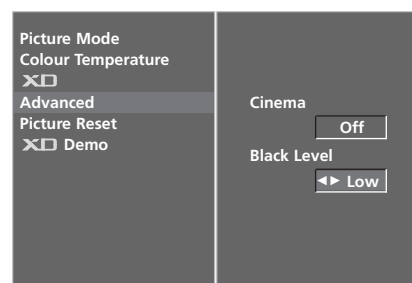 Picture Mode
Colour Temperature
XD
Advanced
Picture Reset
XD Demo
Cinema
Off
Black Level
◄► Low